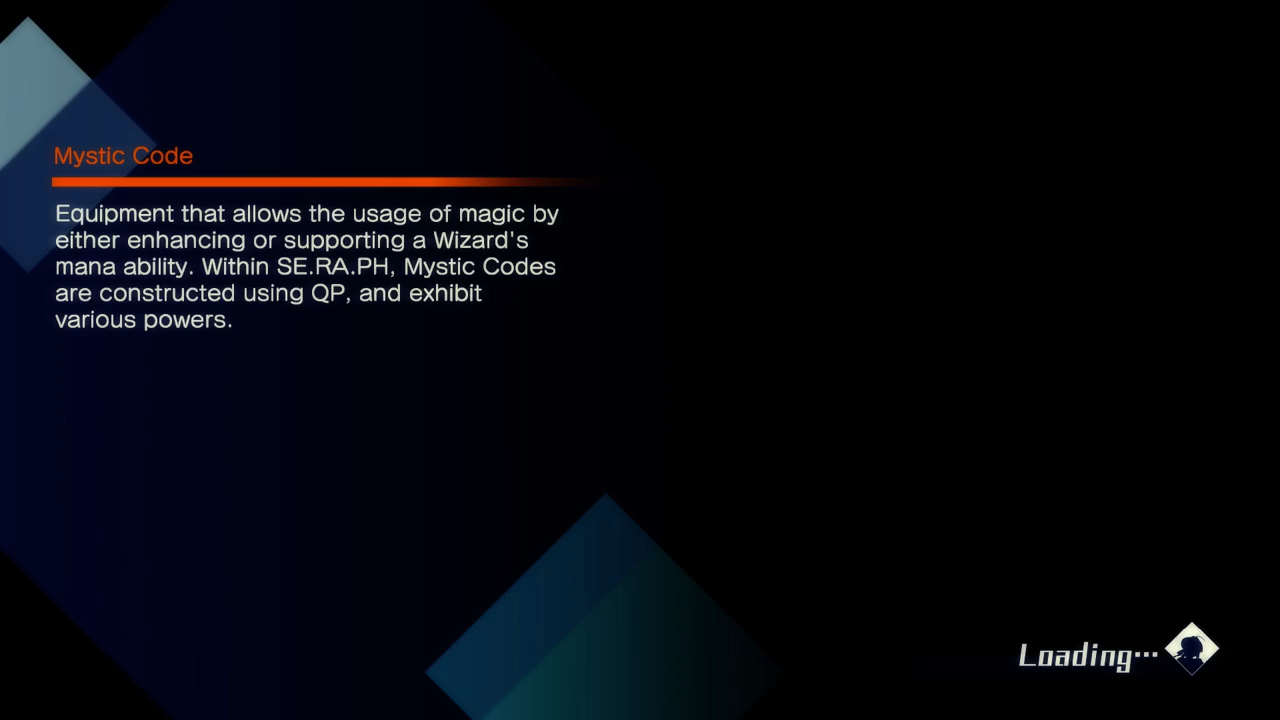 Mystic Code
Equipment that allows the usage of magic by
either enhancing or supporting a Wizard's
mana ability. Within SE.RA.PH, Mystic Codes
are constructed using QP, and exhibit
various powers.
Loading···